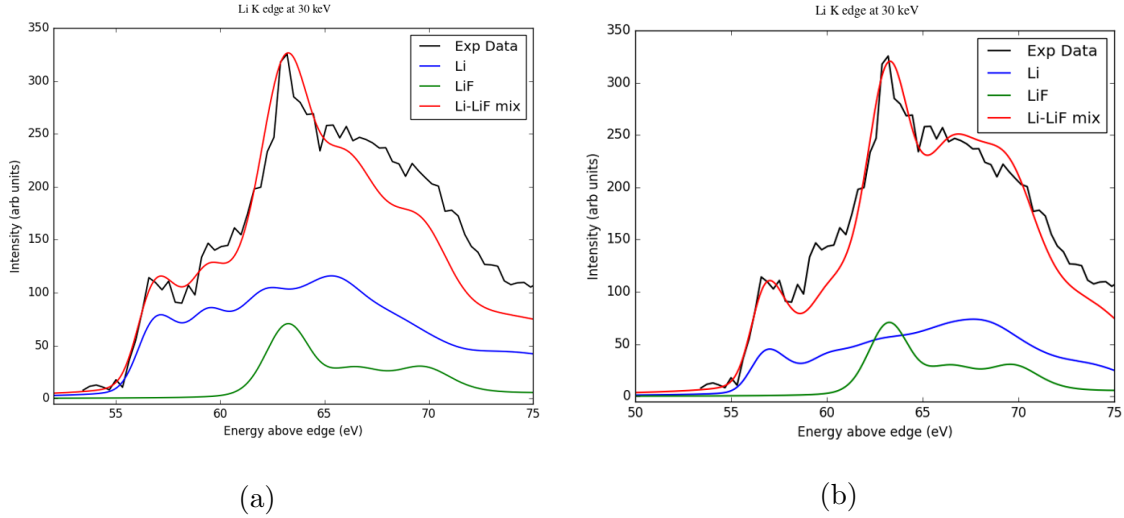 Li K edge at 30 keV
350
300
250
200
150
100
50
0
Intensity (arb units)
55
60
65
70
75
Energy above edge (eV)
Exp Data
Li
LiF
Li-LiF mix
(a)
Li K edge at 30 keV
350
300
250
200
150
100
50
0
Intensity (arb units)
50
55
60
65
70
75
Energy above edge (eV)
Exp Data
Li
LiF
Li-LiF mix
(b)